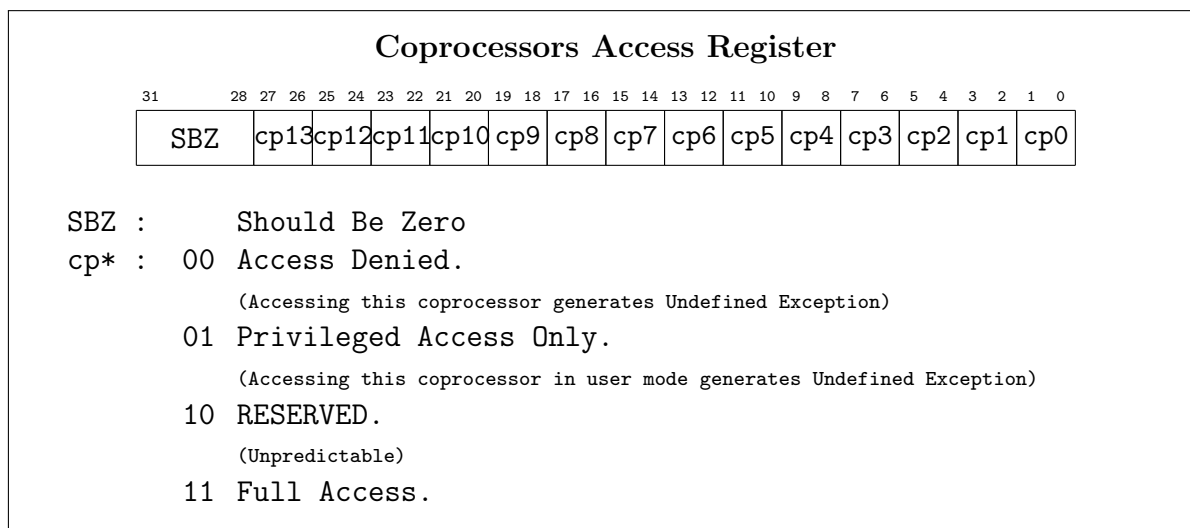 Coprocessors Access Register
31 28 27 26 25 24 23 22 21 20 19 18 17 16 15 14 13 12 11 10 9 8 7 6 5 4 3 2 1 0
SBZ cp13 cp12 cp11 cp10 cp9 cp8 cp7 cp6 cp5 cp4 cp3 cp2 cp1 cp0
SBZ : Should Be Zero
cp* : 00 Access Denied.
(Accessing this coprocessor generates Undefined Exception)
01 Privileged Access Only.
(Accessing this coprocessor in user mode generates Undefined Exception)
10 RESERVED.
(Unpredictable)
11 Full Access.